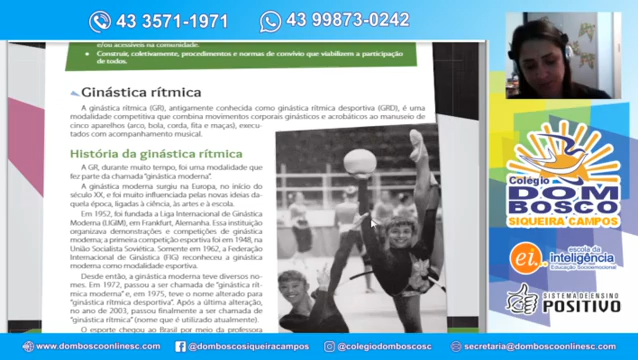 43 3571-1971
43 99873-0242
e/ou acessíveis na comunidade.
• Construir, coletivamente, procedimentos e normas de convívio que viabilizem a participação
de todos.
Ginástica rítmica
A ginástica rítmica (GR), antigamente conhecida como ginástica rítmica desportiva (GRD), é uma
modalidade competitiva que combina movimentos corporais ginásticos e acrobáticos ao manuseio de
cinco aparelhos (arco, bola, corda, fita e maças), execu-
tados com acompanhamento musical.
História da ginástica rítmica
A GR, durante muito tempo, foi uma modalidade que
fez parte da chamada "ginástica moderna".
A ginástica moderna surgiu na Europa, no início do
século XX, e foi muito influenciada pelas novas ideias da-
quela época, ligadas à ciência, às artes e à escola.
Em 1952, foi fundada a Liga Internacional de Ginástica
Moderna (LIGIM), em Frankfurt, Alemanha. Essa instituição
organizava demonstrações e competições de ginástica
moderna; a primeira competição esportiva foi em 1948, na
União Socialista Soviética. Somente em 1962, a Federação
Internacional de Ginástica (FIG) reconheceu a ginástica
moderna como modalidade esportiva.
Desde então, a ginástica moderna teve diversos no-
mes. Em 1972, passou a ser chamada de "ginástica rít-
mica moderna" e, em 1975, teve o nome alterado para
"ginástica rítmica desportiva". Após a última alteração,
no ano de 2003, passou finalmente a ser chamada de
"ginástica rítmica" (nome que é utilizado atualmente).
O esporte chegou ao Brasil por meio da professora
Colégio
DOM
BOSCO
SIQUEIRA CAMPOS
ei...
escola da
inteligência
Educação Socioemocional
SISTEMA DE ENSINO
POSITIVO
www.domboscoonlinesc.com
@domboscosiqueiracampos
@colegiodomboscosc
secretaria@domboscoonlinesc.com